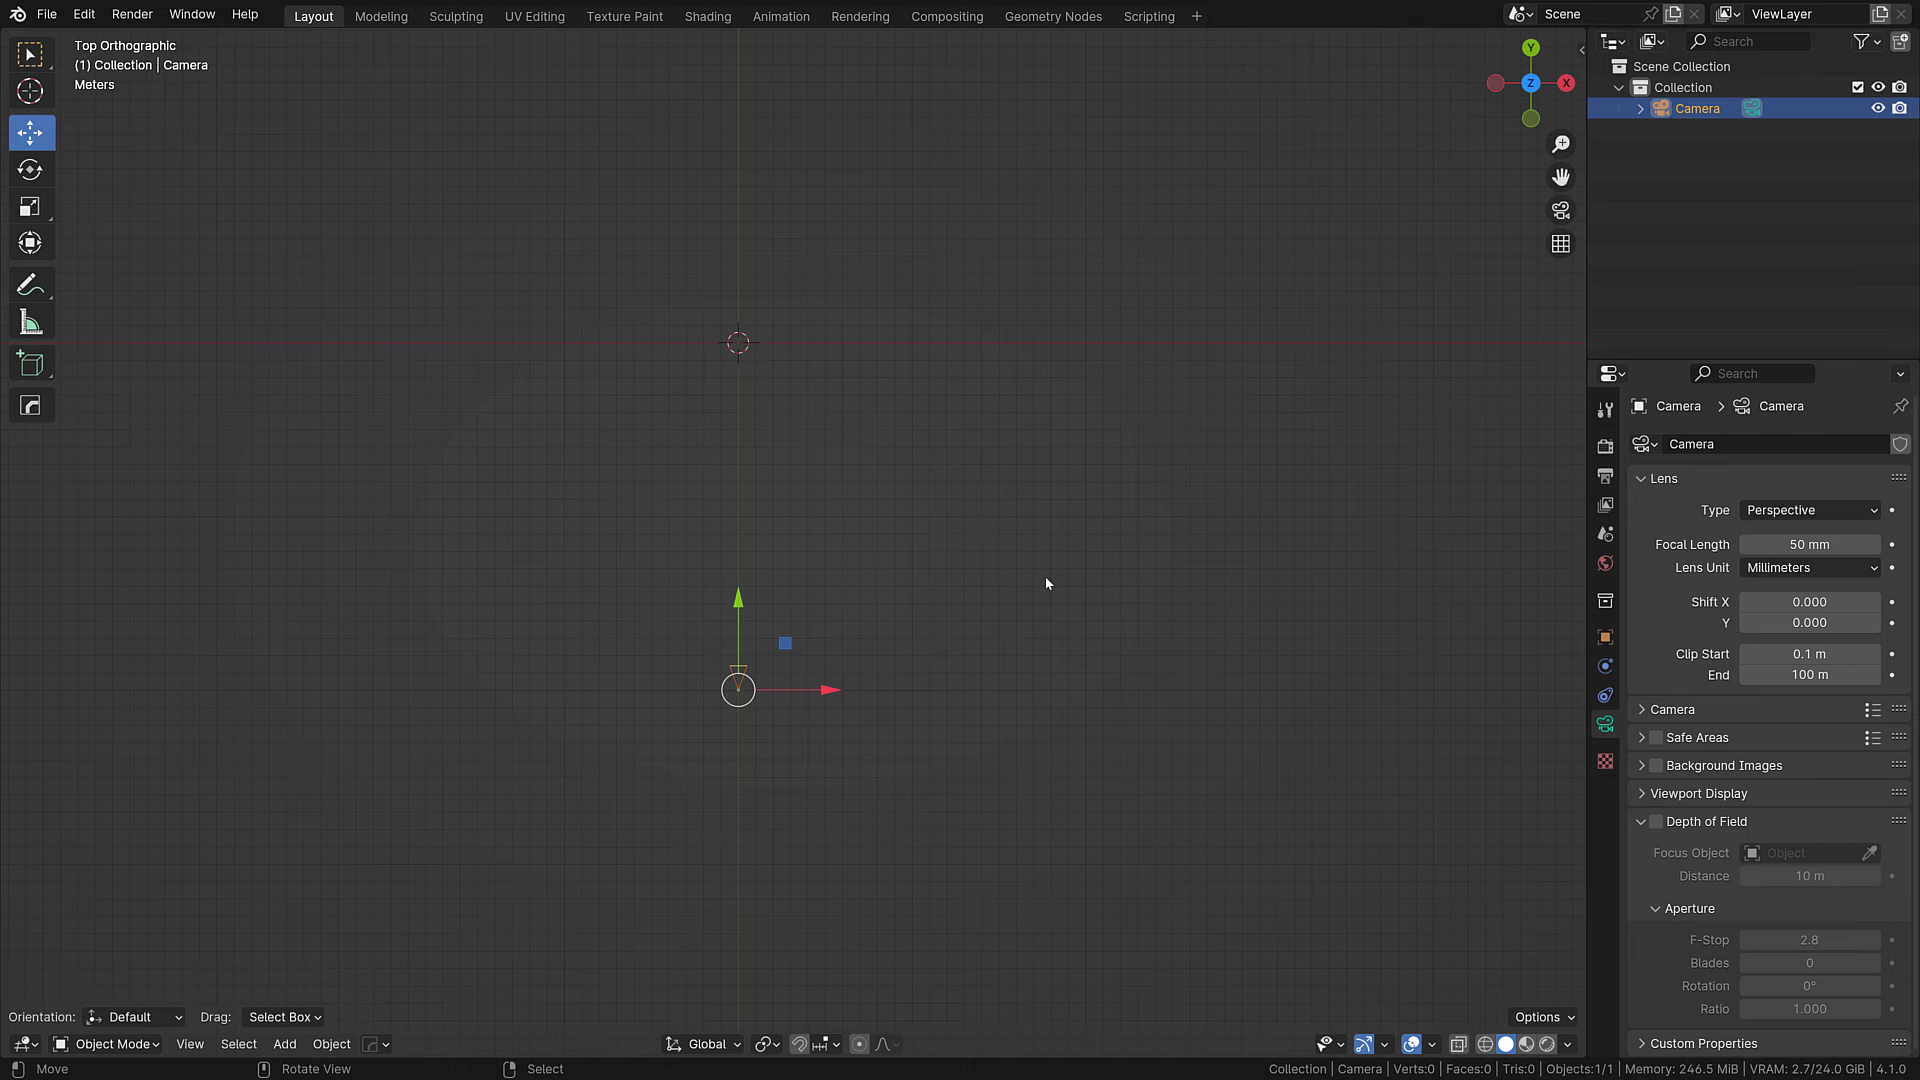 File Edit Render Window Help Layout Modeling Sculpting UV Editing Texture Paint Shading Animation Rendering Compositing Geometry Nodes Scripting + Scene ViewLayer
Top Orthographic
(1) Collection | Camera
Meters
Y
Z
X
Search
Scene Collection
Collection
Camera
Search
Camera > Camera
Camera
Lens
Type Perspective
Focal Length 50 mm
Lens Unit Millimeters
Shift X 0.000
Y 0.000
Clip Start 0.1 m
End 100 m
Camera
Safe Areas
Background Images
Viewport Display
Depth of Field
Focus Object Object
Distance 10 m
Aperture
F-Stop 2.8
Blades 0
Rotation 0°
Ratio 1.000
Custom Properties
Orientation: Default Drag: Select Box Options
Object Mode View Select Add Object Global
Move Rotate View Select Collection | Camera | Verts:0 | Faces:0 | Tris:0 | Objects:1/1 | Memory: 246.5 MiB | VRAM: 2.7/24.0 GiB | 4.1.0